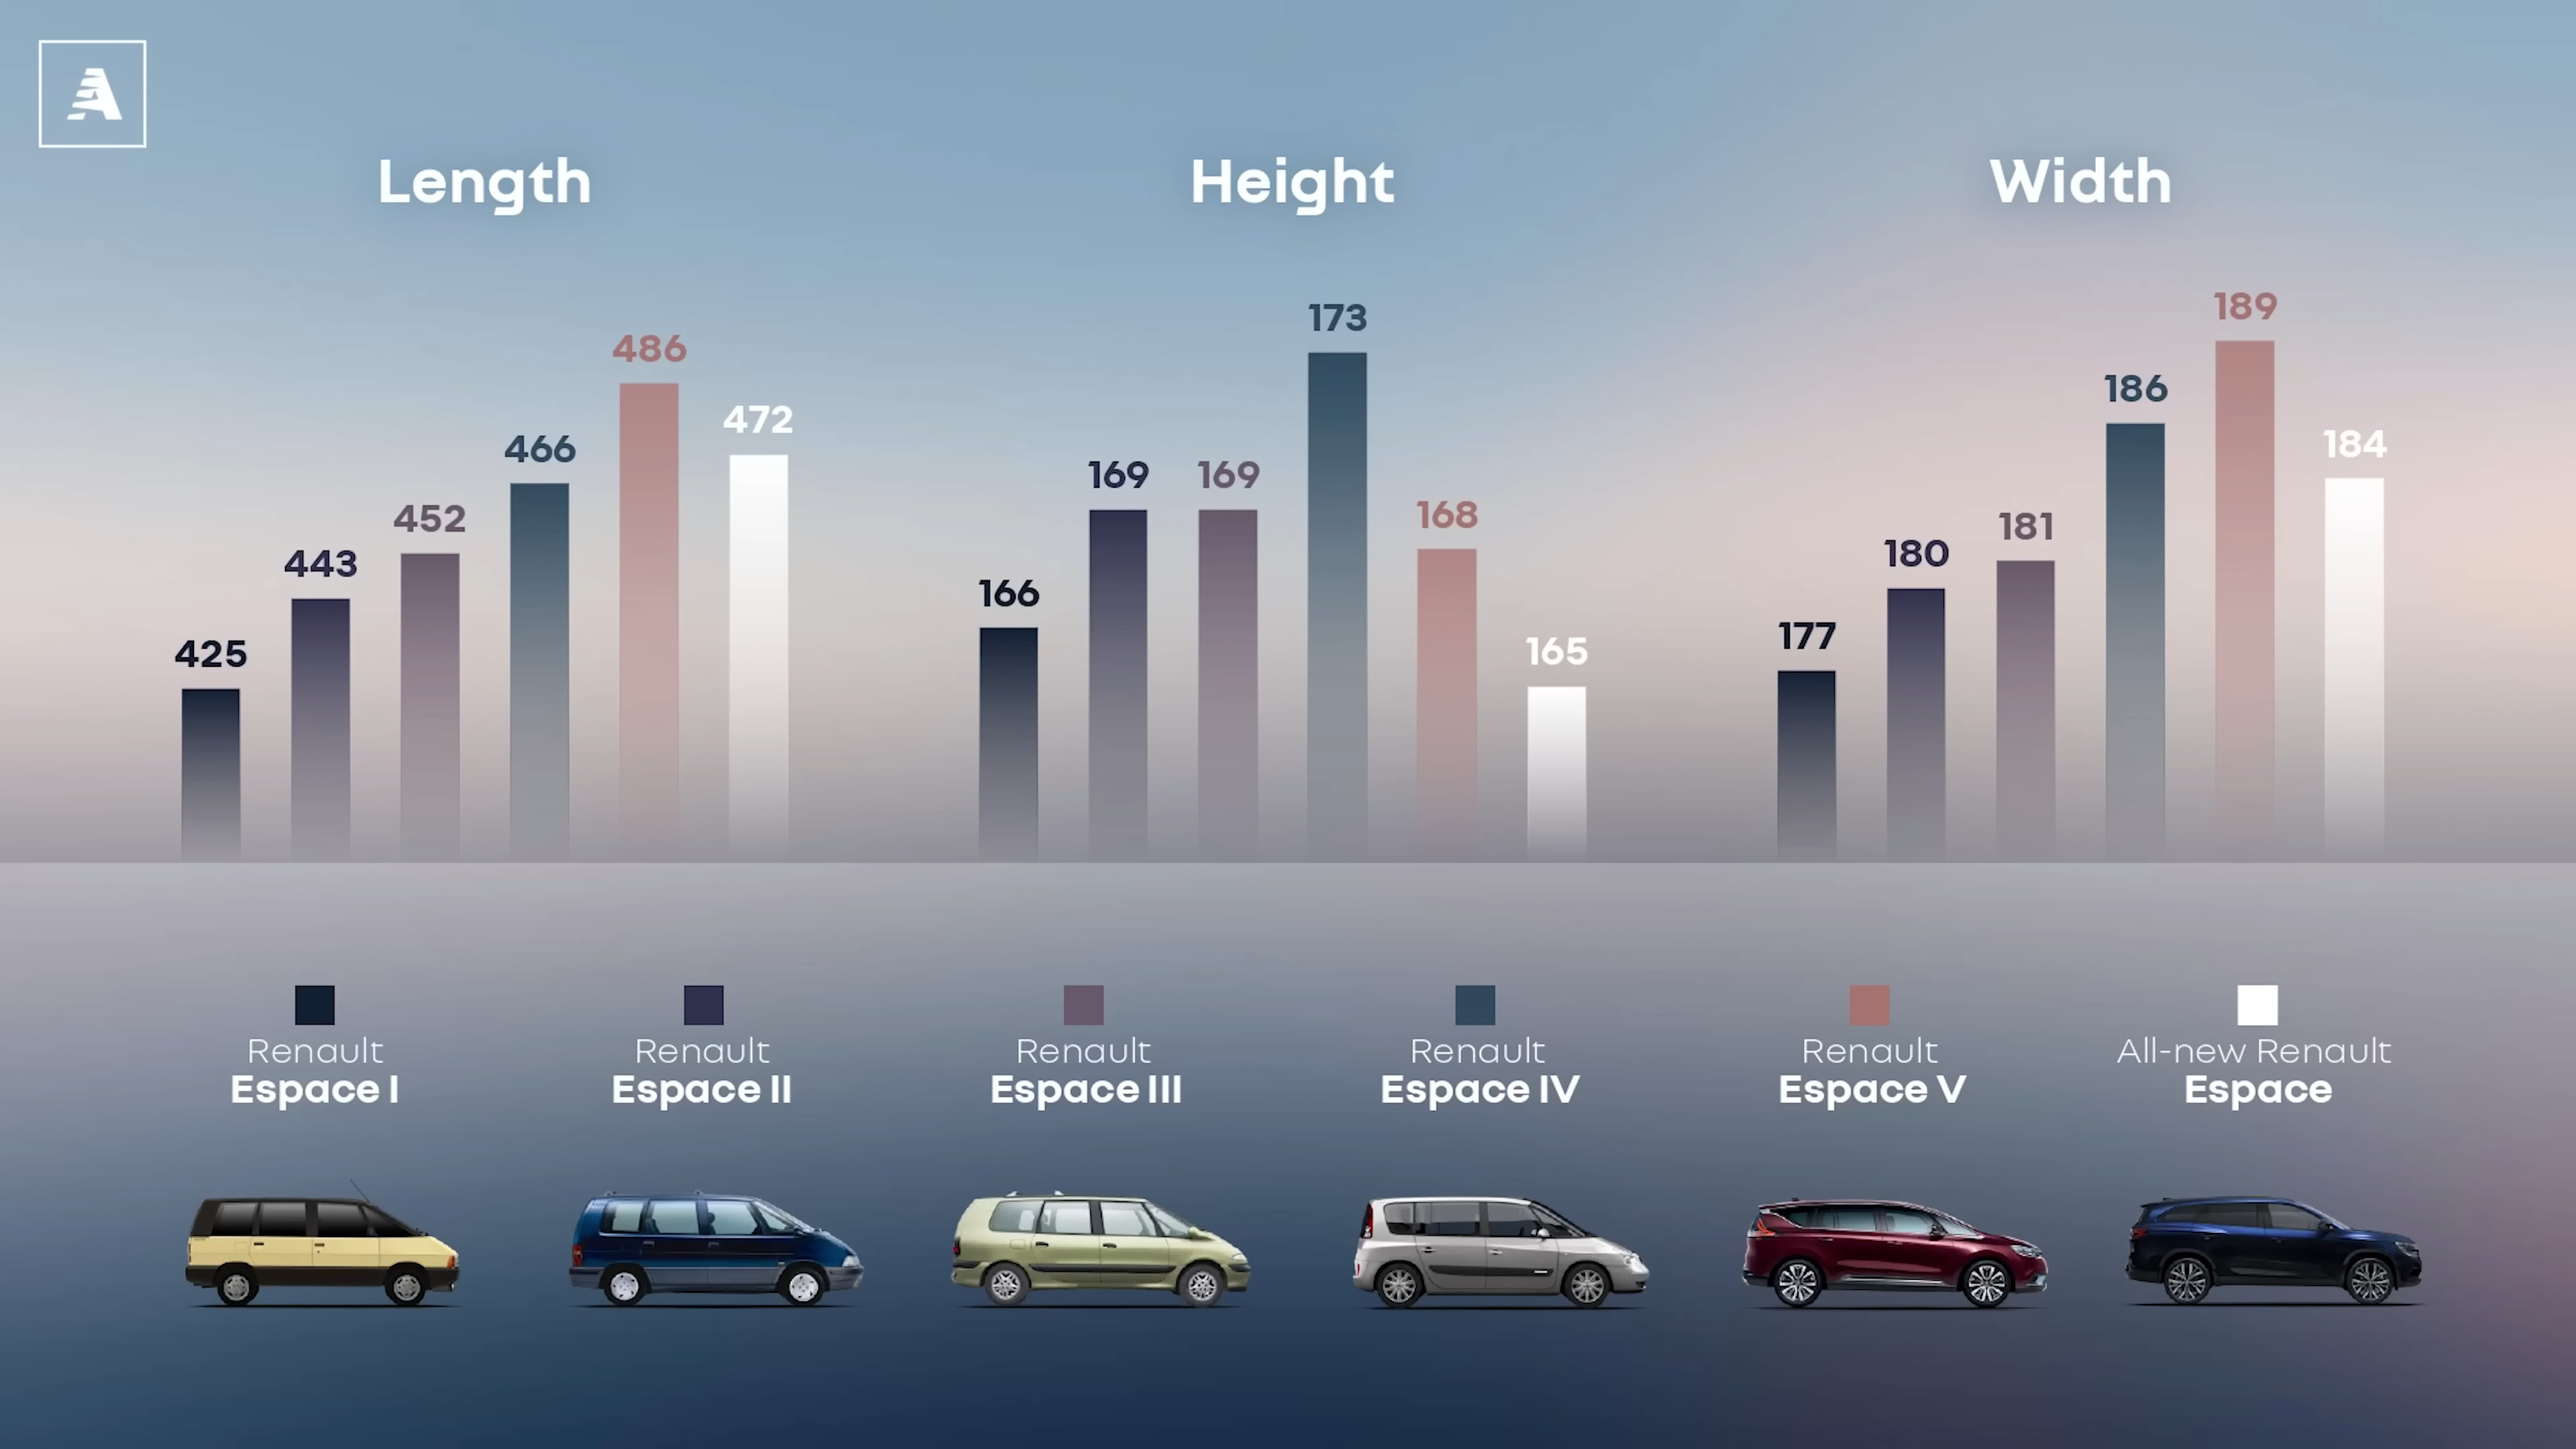 A
Length
Height
Width
425
443
452
466
486
472
166
169
169
173
168
165
177
180
181
186
189
184
Renault
Espace I
Renault
Espace II
Renault
Espace III
Renault
Espace IV
Renault
Espace V
All-new Renault
Espace